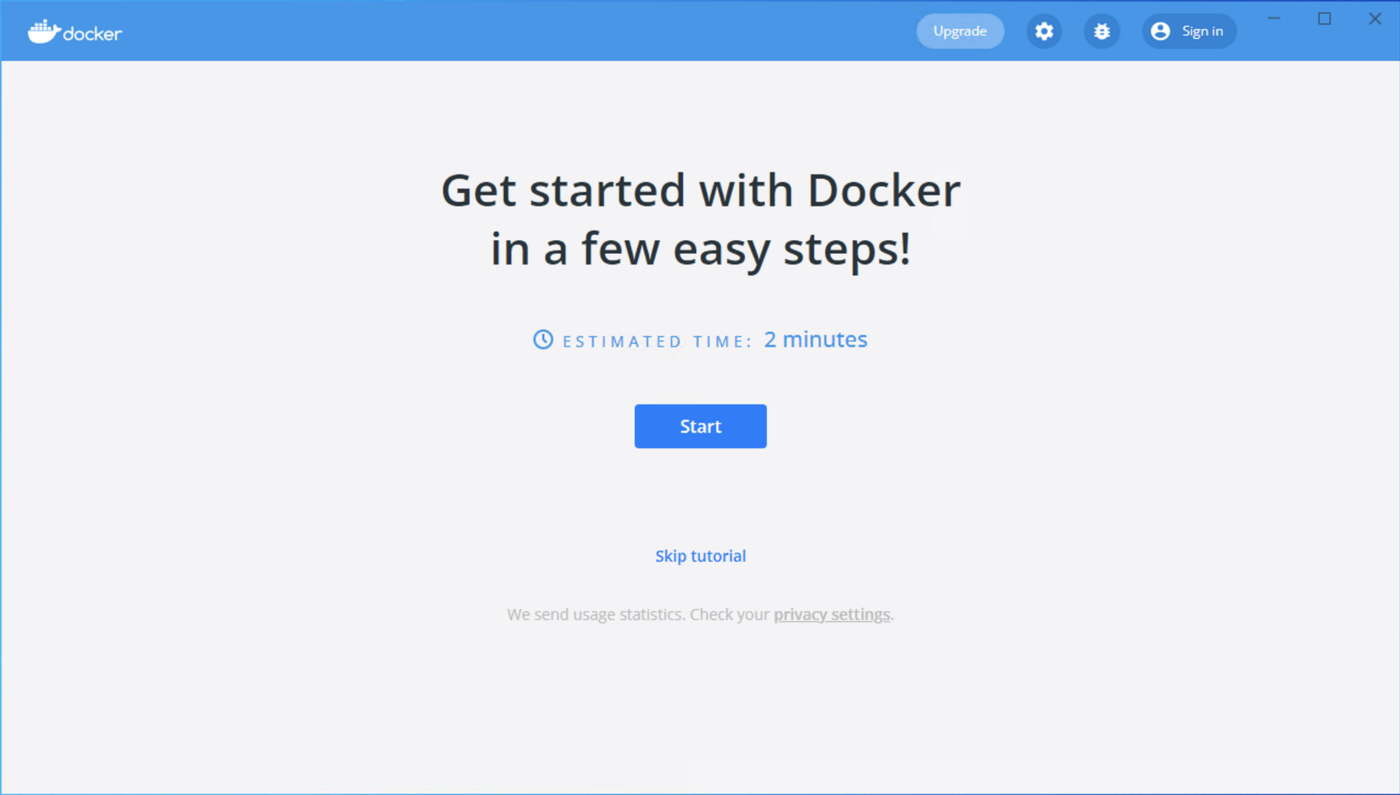 docker
Upgrade
Sign in
Get started with Docker
in a few easy steps!
ESTIMATED TIME: 2 minutes
Start
Skip tutorial
We send usage statistics. Check your privacy settings.